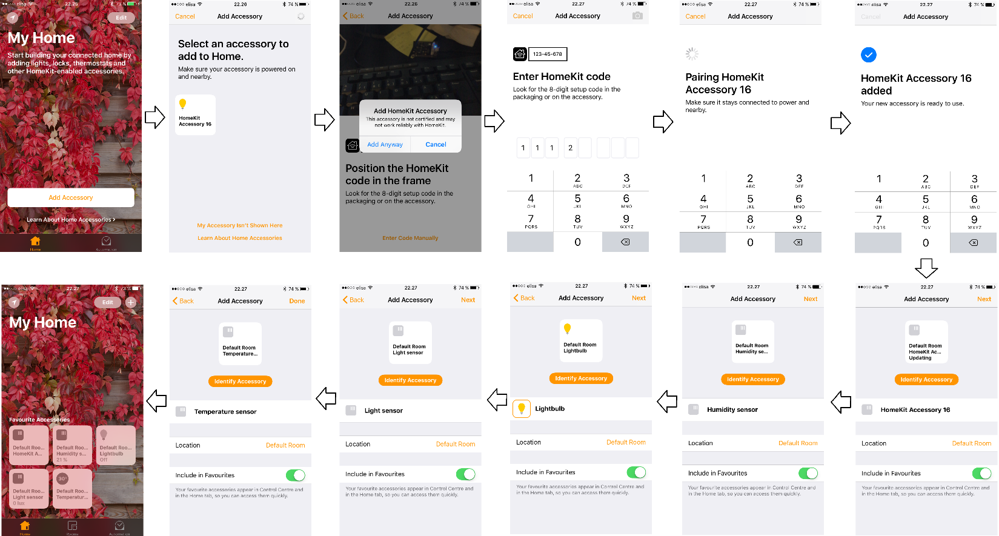 ●●○○○ elisa 22.25 73 %
Edit
My Home
Start building your connected home by
adding lights, locks, thermostats and
other HomeKit-enabled accessories.
Add Accessory
Learn About Home Accessories >
Home
Automation
●●○○○ elisa 22.26 74 %
Cancel Add Accessory
Select an accessory to
add to Home.
Make sure your accessory is powered on
and nearby.
HomeKit
Accessory 16
My Accessory Isn't Shown Here
Learn About Home Accessories
●●○○○ elisa 22.26 74 %
Back Add Accessory
Add HomeKit Accessory
This accessory is not certified and may
not work reliably with HomeKit.
Add Anyway Cancel
Position the HomeKit
code in the frame
Look for the 8-digit setup code in the
packaging or on the accessory.
Enter Code Manually
●●○○○ elisa 22.27 74 %
Cancel Add Accessory
123-45-678
Enter HomeKit code
Look for the 8-digit setup code in the
packaging or on the accessory.
1 1 1 2
1 2 3
ABC DEF
4 5 6
GHI JKL MNO
7 8 9
PQRS TUV WXYZ
0
●●○○○ elisa 22.27 74 %
Cancel Add Accessory
Pairing HomeKit
Accessory 16
Make sure it stays connected to power and
nearby.
1 2 3
ABC DEF
4 5 6
GHI JKL MNO
7 8 9
PQRS TUV WXYZ
0
●●○○○ elisa 22.27 74 %
Cancel Add Accessory
HomeKit Accessory 16
added
Your new accessory is ready to use.
1 2 3
ABC DEF
4 5 6
GHI JKL MNO
7 8 9
PQRS TUV WXYZ
0
●●○○○ elisa 22.27 74 %
Add Accessory Next
Default Room
HomeKit Ac...
Updating
Identify Accessory
HomeKit Accessory 16
Location Default Room
Include in Favourites
Your favourite accessories appear in Control Centre and
in the Home tab, so you can access them quickly.
●●○○○ elisa 22.27 74 %
Add Accessory Next
Default Room
Humidity se...
Identify Accessory
Humidity sensor
Location Default Room
Include in Favourites
Your favourite accessories appear in Control Centre and
in the Home tab, so you can access them quickly.
●●○○○ elisa 22.27 74 %
Back Add Accessory Next
Default Room
Lightbulb
Identify Accessory
Lightbulb
Location Default Room
Include in Favourites
Your favourite accessories appear in Control Centre and
in the Home tab, so you can access them quickly.
●●○○○ elisa 22.27 74 %
Back Add Accessory Next
Default Room
Light sensor
Identify Accessory
Light sensor
Location Default Room
Include in Favourites
Your favourite accessories appear in Control Centre and
in the Home tab, so you can access them quickly.
●●○○○ elisa 22.27 74 %
Back Add Accessory Done
Default Room
Temperature...
Identify Accessory
Temperature sensor
Location Default Room
Include in Favourites
Your favourite accessories appear in Control Centre and
in the Home tab, so you can access them quickly.
●●○○○ elisa 22.27 73 %
Edit +
My Home
Favourite Accessories
Default Roo...
HomeKit A...
Default Roo...
Humidity s...
21 %
Default Roo...
Lightbulb
Off
Default Roo...
Light sensor
0 lux
30°
Default Roo...
Temperatur...
Home
Rooms
Automation